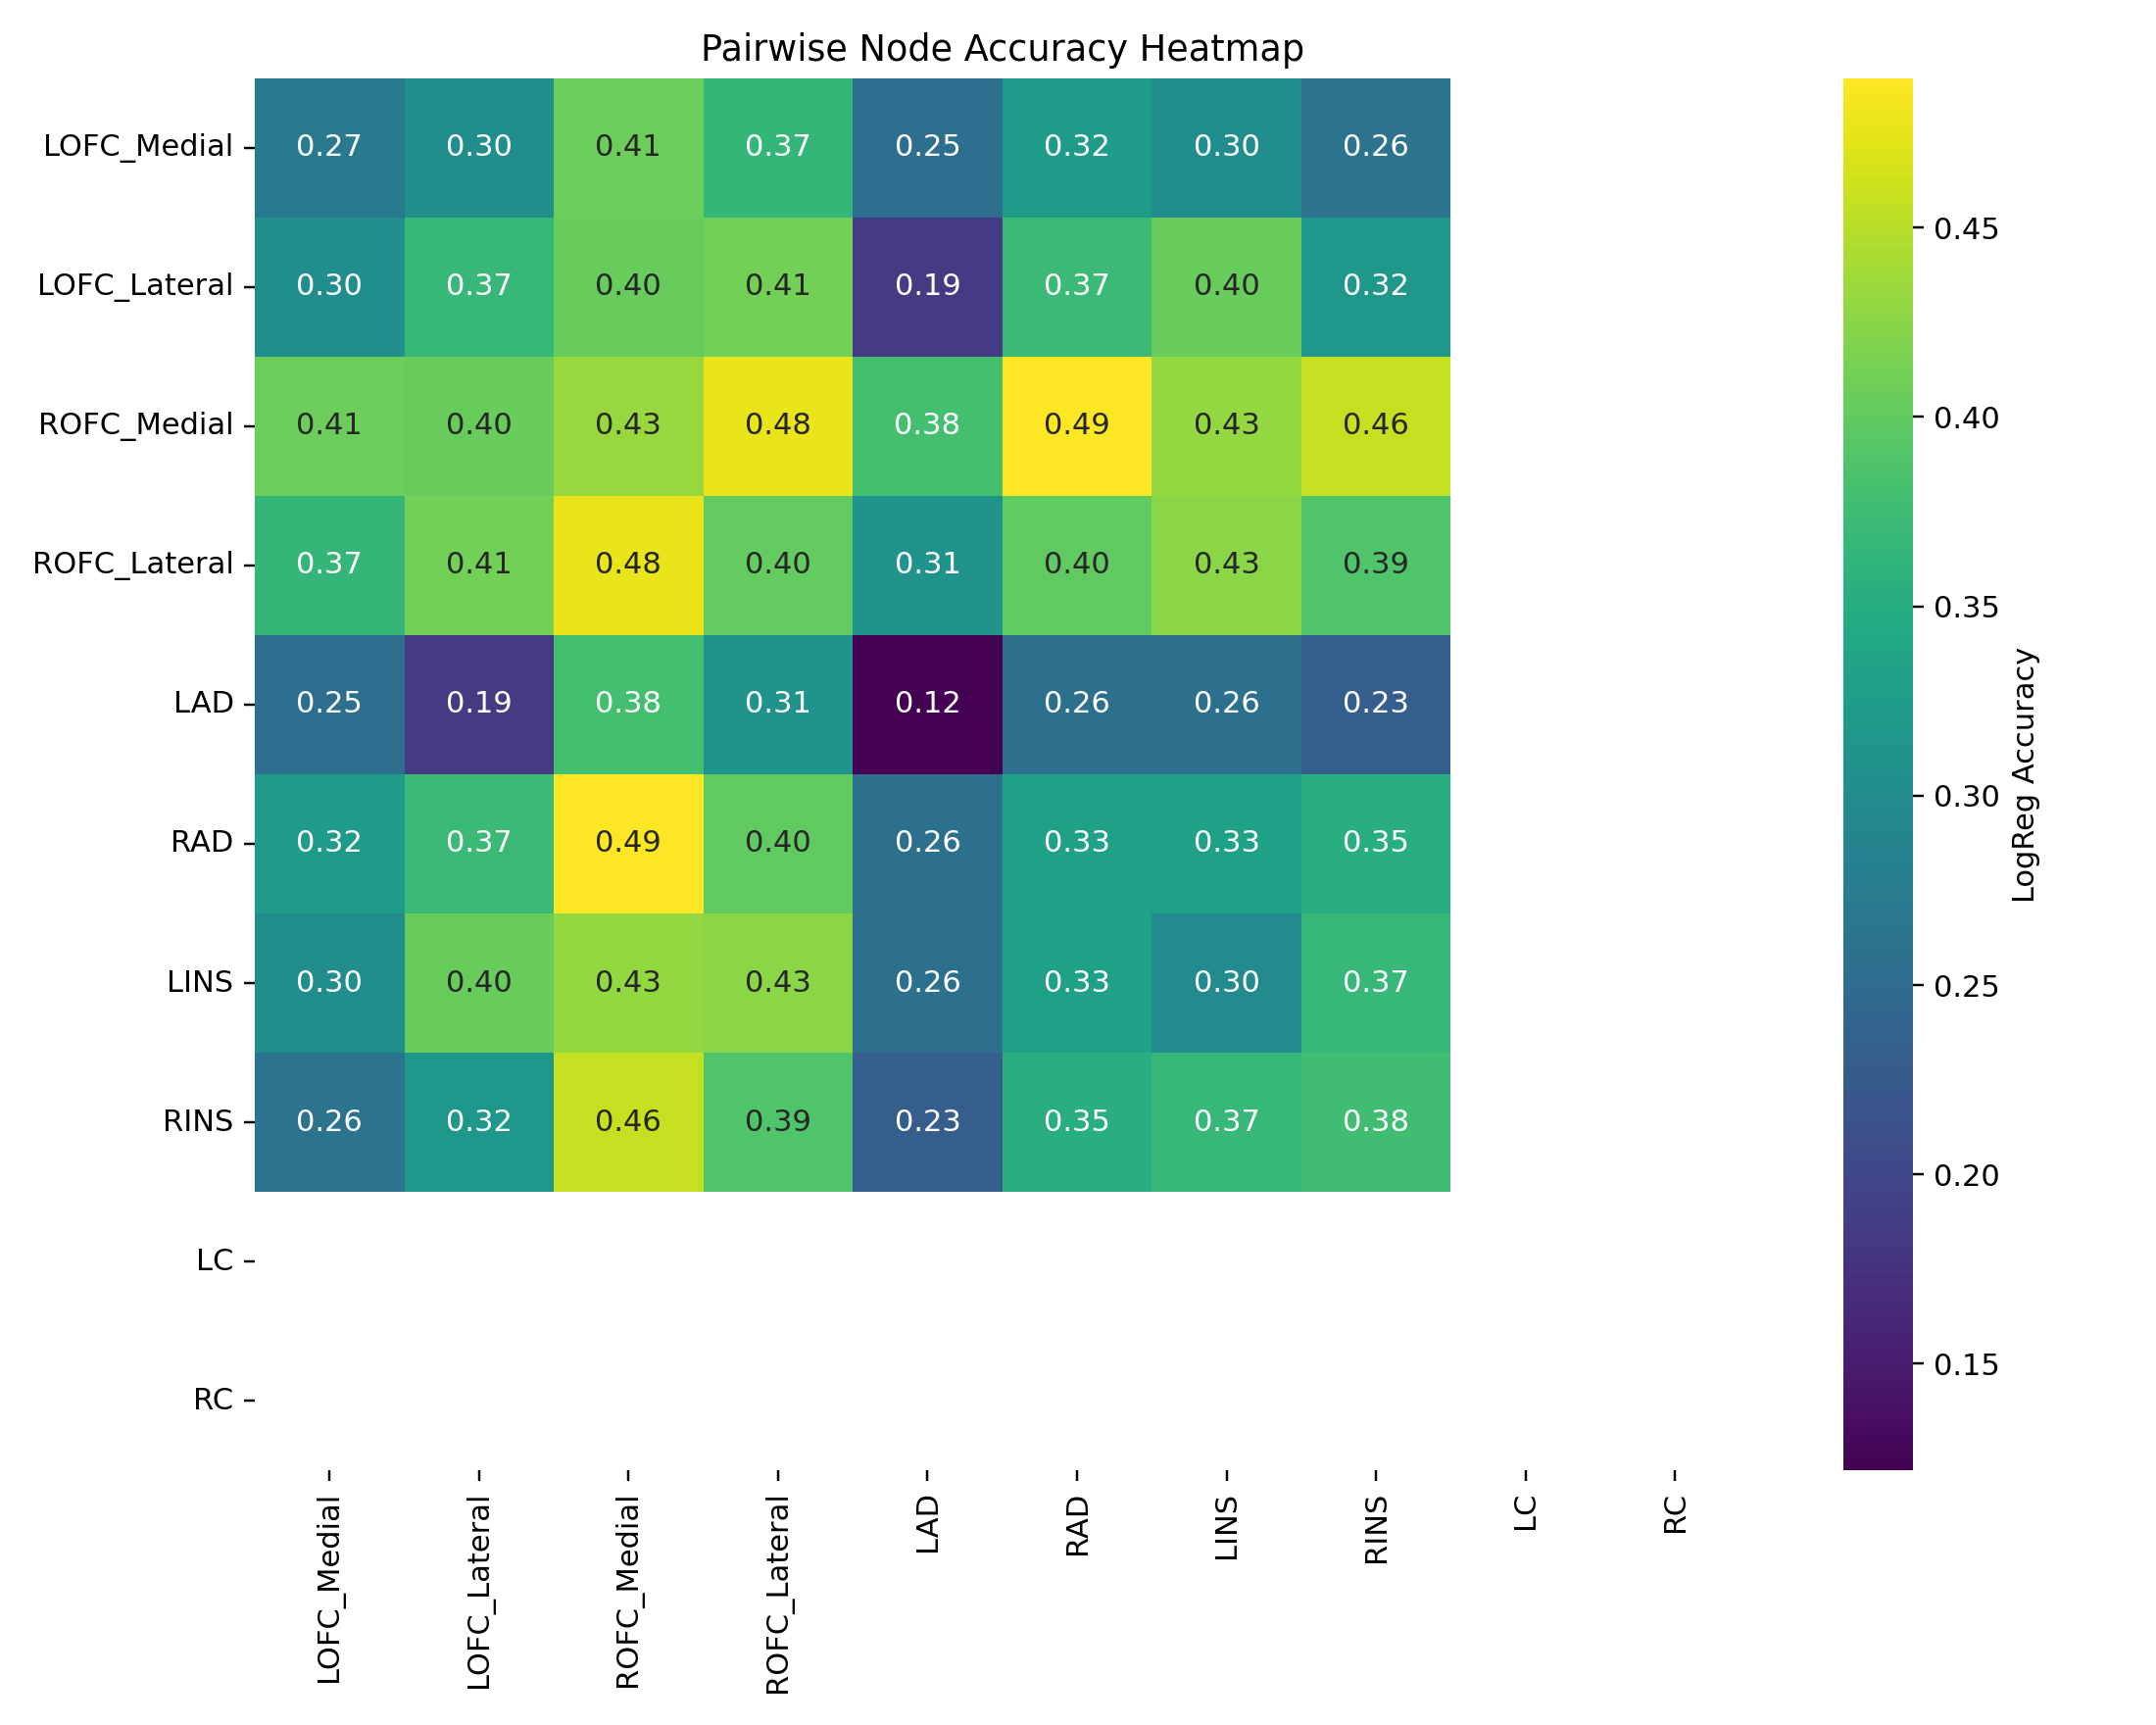 Pairwise Node Accuracy Heatmap
LOFC_Medial 0.27 0.30 0.41 0.37 0.25 0.32 0.30 0.26
LOFC_Lateral 0.30 0.37 0.40 0.41 0.19 0.37 0.40 0.32
ROFC_Medial 0.41 0.40 0.43 0.48 0.38 0.49 0.43 0.46
ROFC_Lateral 0.37 0.41 0.48 0.40 0.31 0.40 0.43 0.39
LAD 0.25 0.19 0.38 0.31 0.12 0.26 0.26 0.23
RAD 0.32 0.37 0.49 0.40 0.26 0.33 0.33 0.35
LINS 0.30 0.40 0.43 0.43 0.26 0.33 0.30 0.37
RINS 0.26 0.32 0.46 0.39 0.23 0.35 0.37 0.38
LC
RC
LOFC_Medial
LOFC_Lateral
ROFC_Medial
ROFC_Lateral
LAD
RAD
LINS
RINS
LC
RC
0.45
0.40
0.35
0.30
0.25
0.20
0.15
LogReg Accuracy